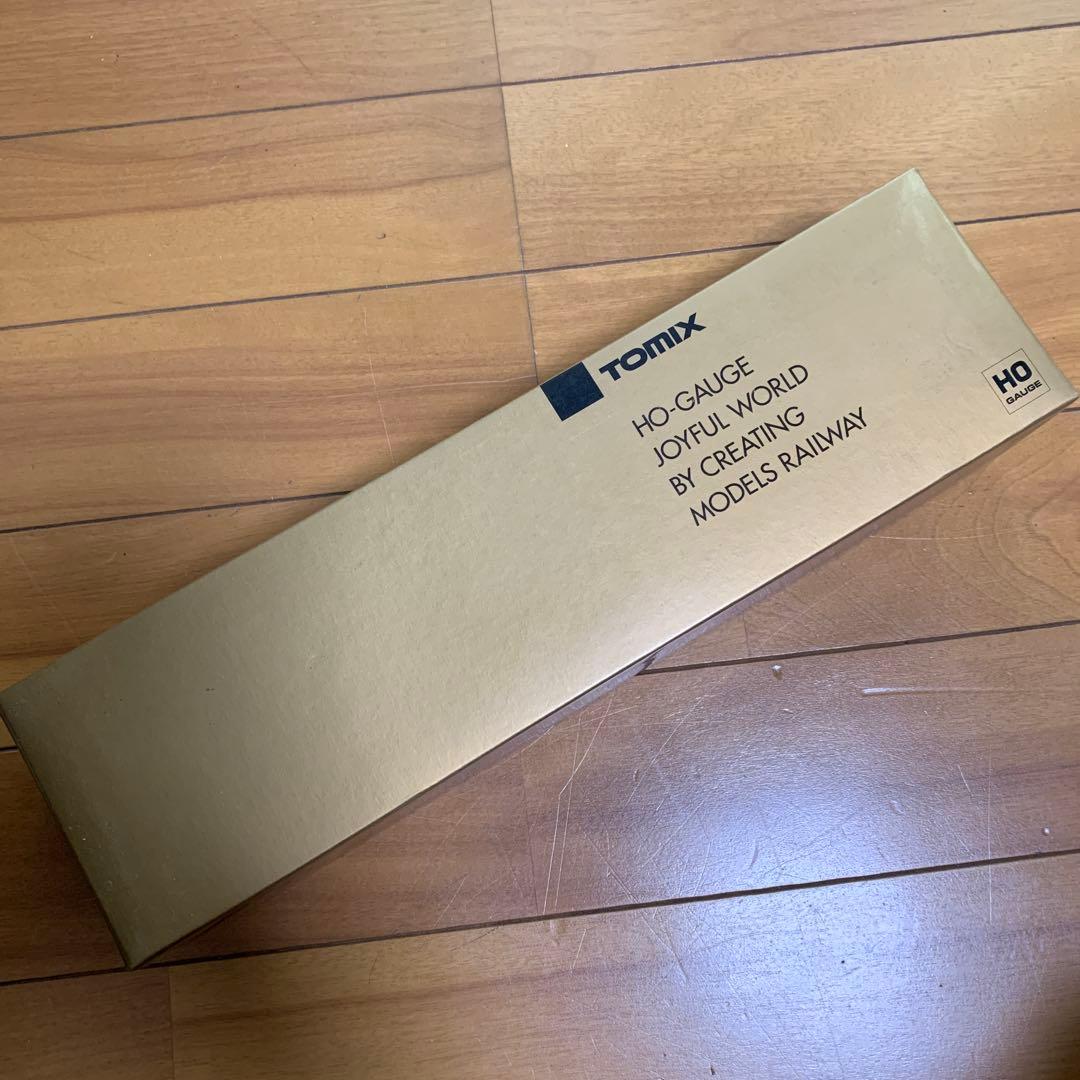 TOMIX
HO-GAUGE
JOYFUL WORLD
BY CREATING
MODELS RAILWAY
HO
GAUGE